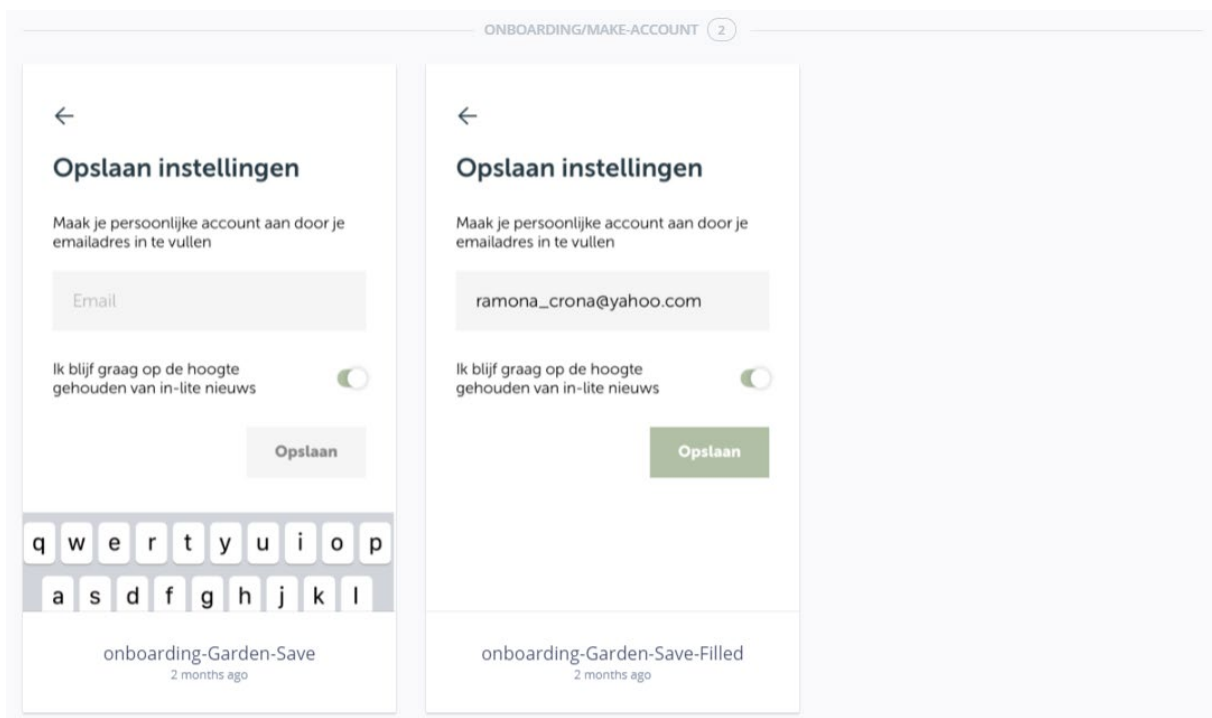 ONBOARDING/MAKE-ACCOUNT 2
Opslaan instellingen
Maak je persoonlijke account aan door je
emailadres in te vullen
Email
Ik blijf graag op de hoogte
gehouden van in-lite nieuws
Opslaan
q w e r t y u i o p
a s d f g h j k l
onboarding-Garden-Save
2 months ago
Opslaan instellingen
Maak je persoonlijke account aan door je
emailadres in te vullen
ramona_crona@yahoo.com
Ik blijf graag op de hoogte
gehouden van in-lite nieuws
Opslaan
onboarding-Garden-Save-Filled
2 months ago